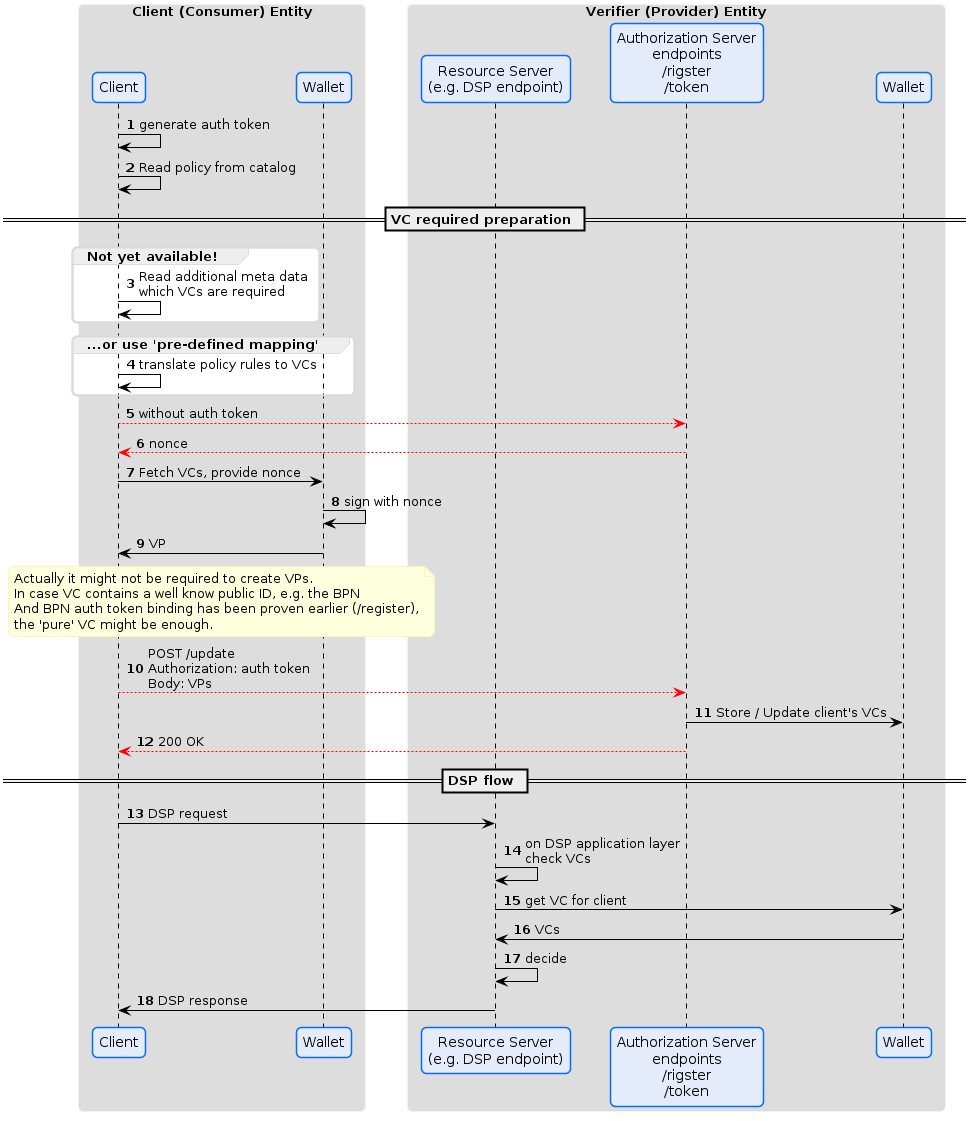 Client (Consumer) Entity
Verifier (Provider) Entity
Client
Wallet
Resource Server
(e.g. DSP endpoint)
Authorization Server
endpoints
/rigster
/token
Wallet
1 generate auth token
2 Read policy from catalog
VC required preparation
Not yet available!
3 Read additional meta data
which VCs are required
...or use 'pre-defined mapping'
4 translate policy rules to VCs
5 without auth token
6 nonce
7 Fetch VCs, provide nonce
8 sign with nonce
9 VP
Actually it might not be required to create VPs.
In case VC contains a well know public ID, e.g. the BPN
And BPN auth token binding has been proven earlier (/register),
the 'pure' VC might be enough.
POST /update
10 Authorization: auth token
Body: VPs
11 Store / Update client's VCs
12 200 OK
DSP flow
13 DSP request
14 on DSP application layer
check VCs
15 get VC for client
16 VCs
17 decide
18 DSP response
Client
Wallet
Resource Server
(e.g. DSP endpoint)
Authorization Server
endpoints
/rigster
/token
Wallet